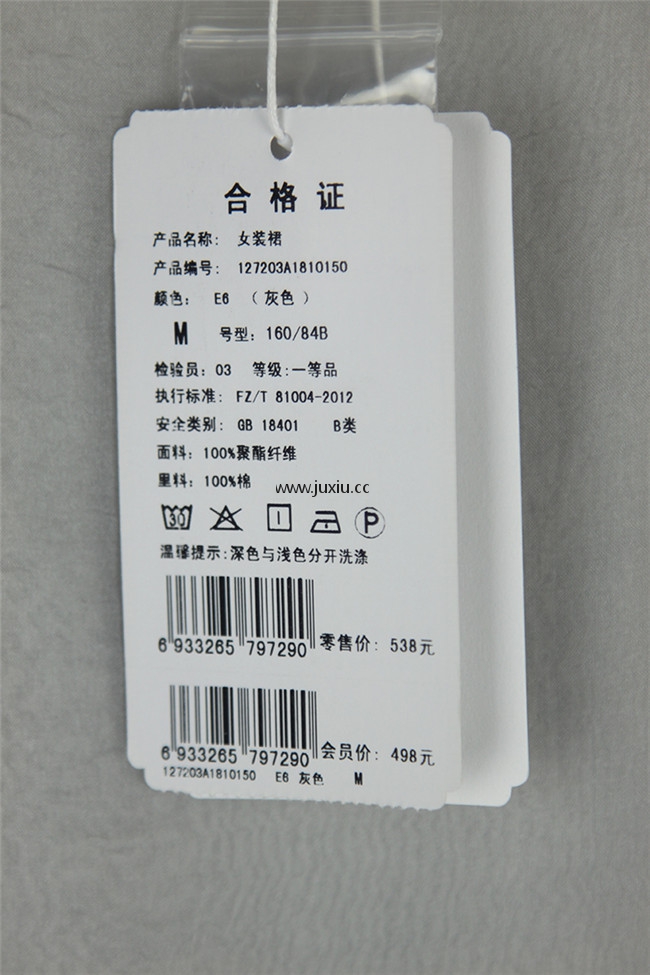 合格证
产品名称: 女装裙
产品编号: 127203A1810150
颜色: E6 (灰色)
M 号型: 160/84B
检验员: 03 等级:一等品
执行标准: FZ/T 81004-2012
安全类别: GB 18401 B类
面料: 100%聚酯纤维
里料: 100%棉
www.juxiu.cc
30 P
温馨提示:深色与浅色分开洗涤
6 933265 797290 零售价: 538元
6 933265 797290 会员价: 498元
127203A1810150 E6 灰色 M